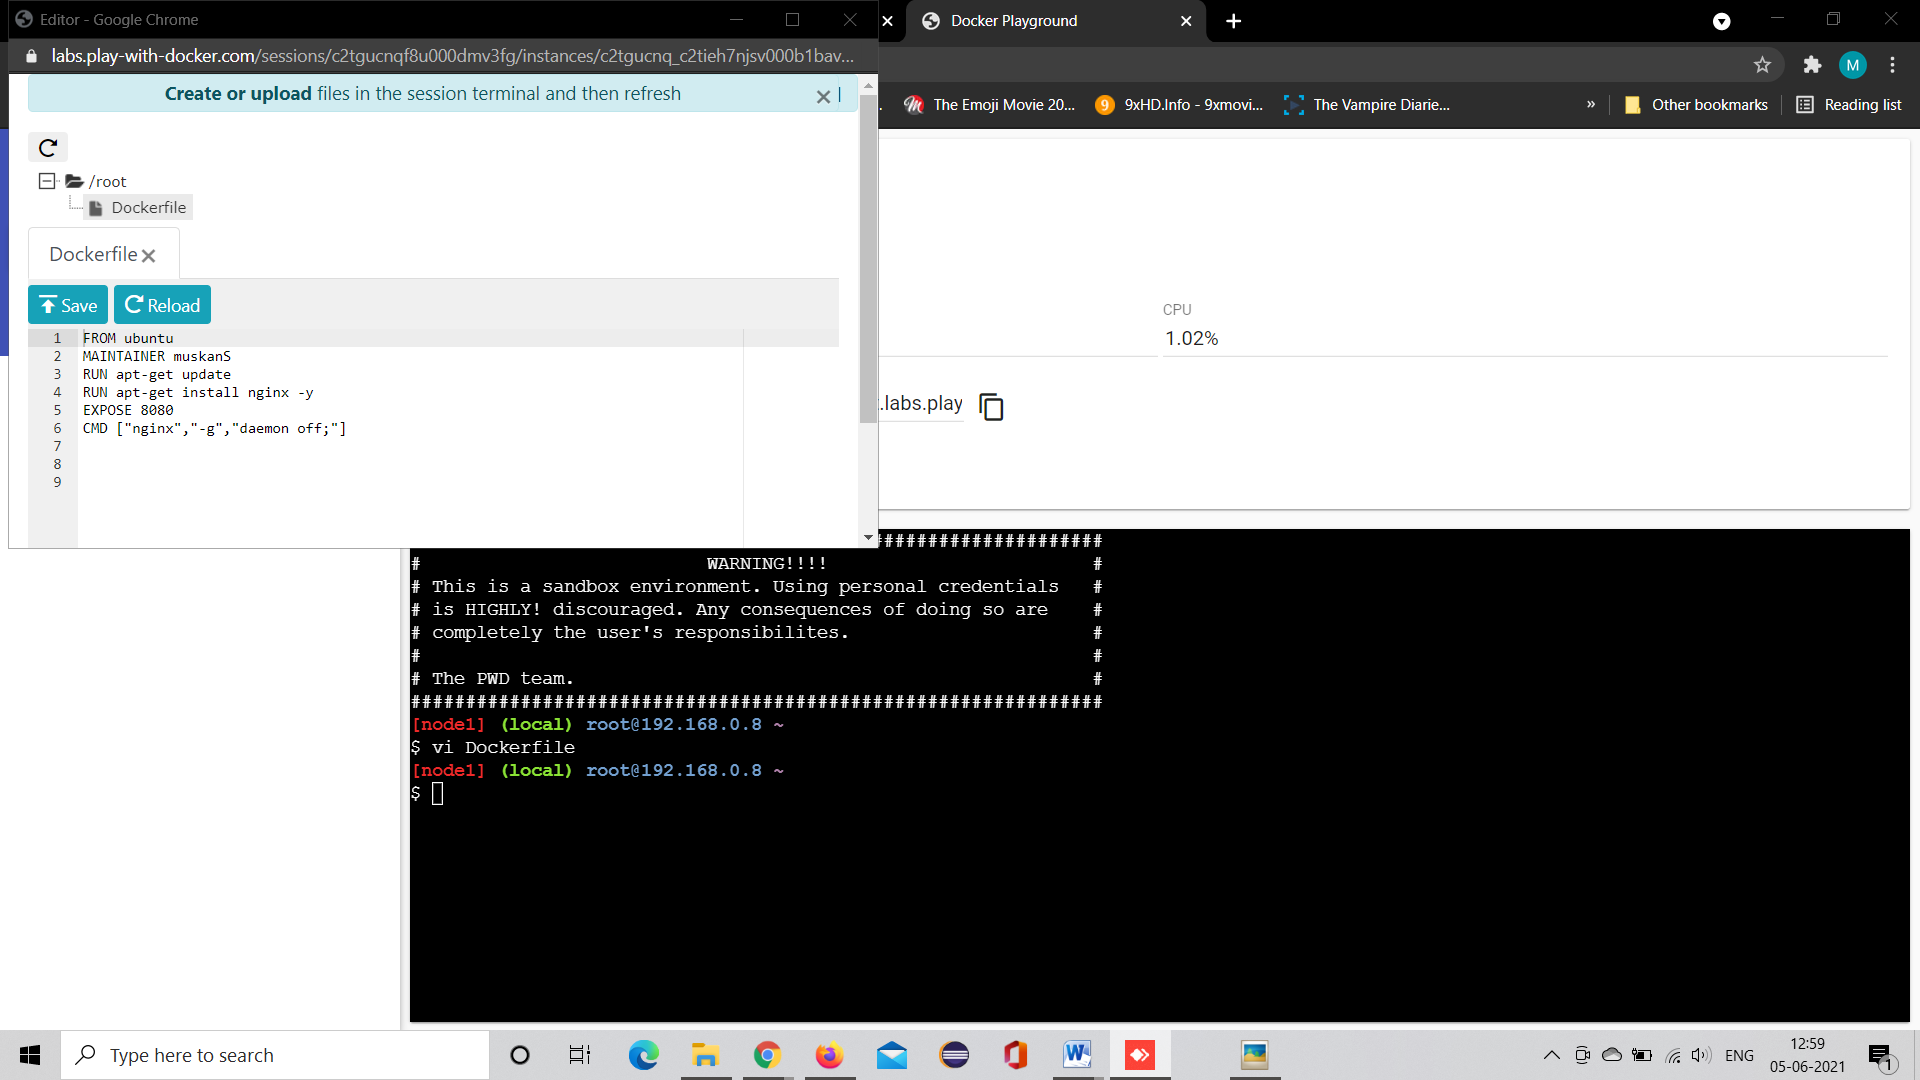 Editor - Google Chrome
labs.play-with-docker.com/sessions/c2tgucnqf8u000dmv3fg/instances/c2tgucnq_c2tieh7njsv000b1bav...
Create or upload files in the session terminal and then refresh
/root
Dockerfile
Dockerfile
Save Reload
1 FROM ubuntu
2 MAINTAINER muskanS
3 RUN apt-get update
4 RUN apt-get install nginx -y
5 EXPOSE 8080
6 CMD ["nginx","-g","daemon off;"]
7
8
9
Docker Playground
M
The Emoji Movie 20... 9 9xHD.Info - 9xmovi... The Vampire Diarie... » Other bookmarks Reading list
CPU
1.02%
.labs.play
#####################
# WARNING!!!! #
# This is a sandbox environment. Using personal credentials #
# is HIGHLY! discouraged. Any consequences of doing so are #
# completely the user's responsibilites. #
# #
# The PWD team. #
###############################################################
[node1] (local) root@192.168.0.8 ~
$ vi Dockerfile
[node1] (local) root@192.168.0.8 ~
$
Type here to search
ENG
12:59
05-06-2021
1